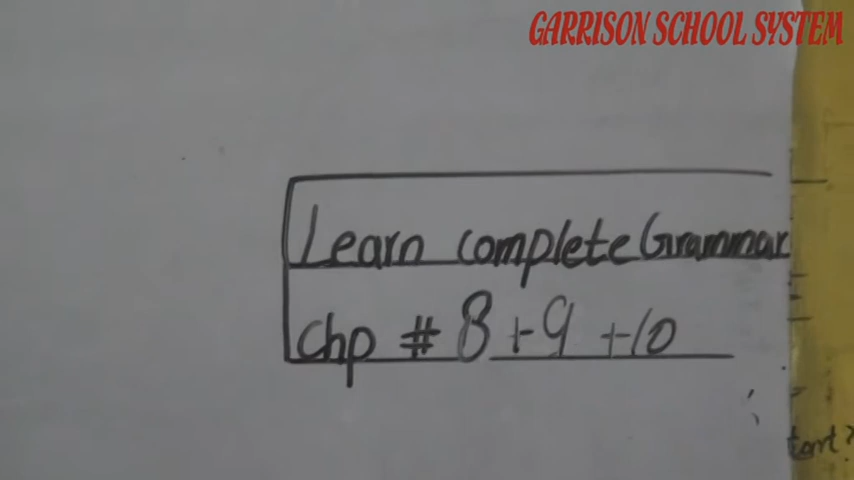 GARRISON SCHOOL SYSTEM
Learn complete Grammar
Chp # 8 + 9 + 10